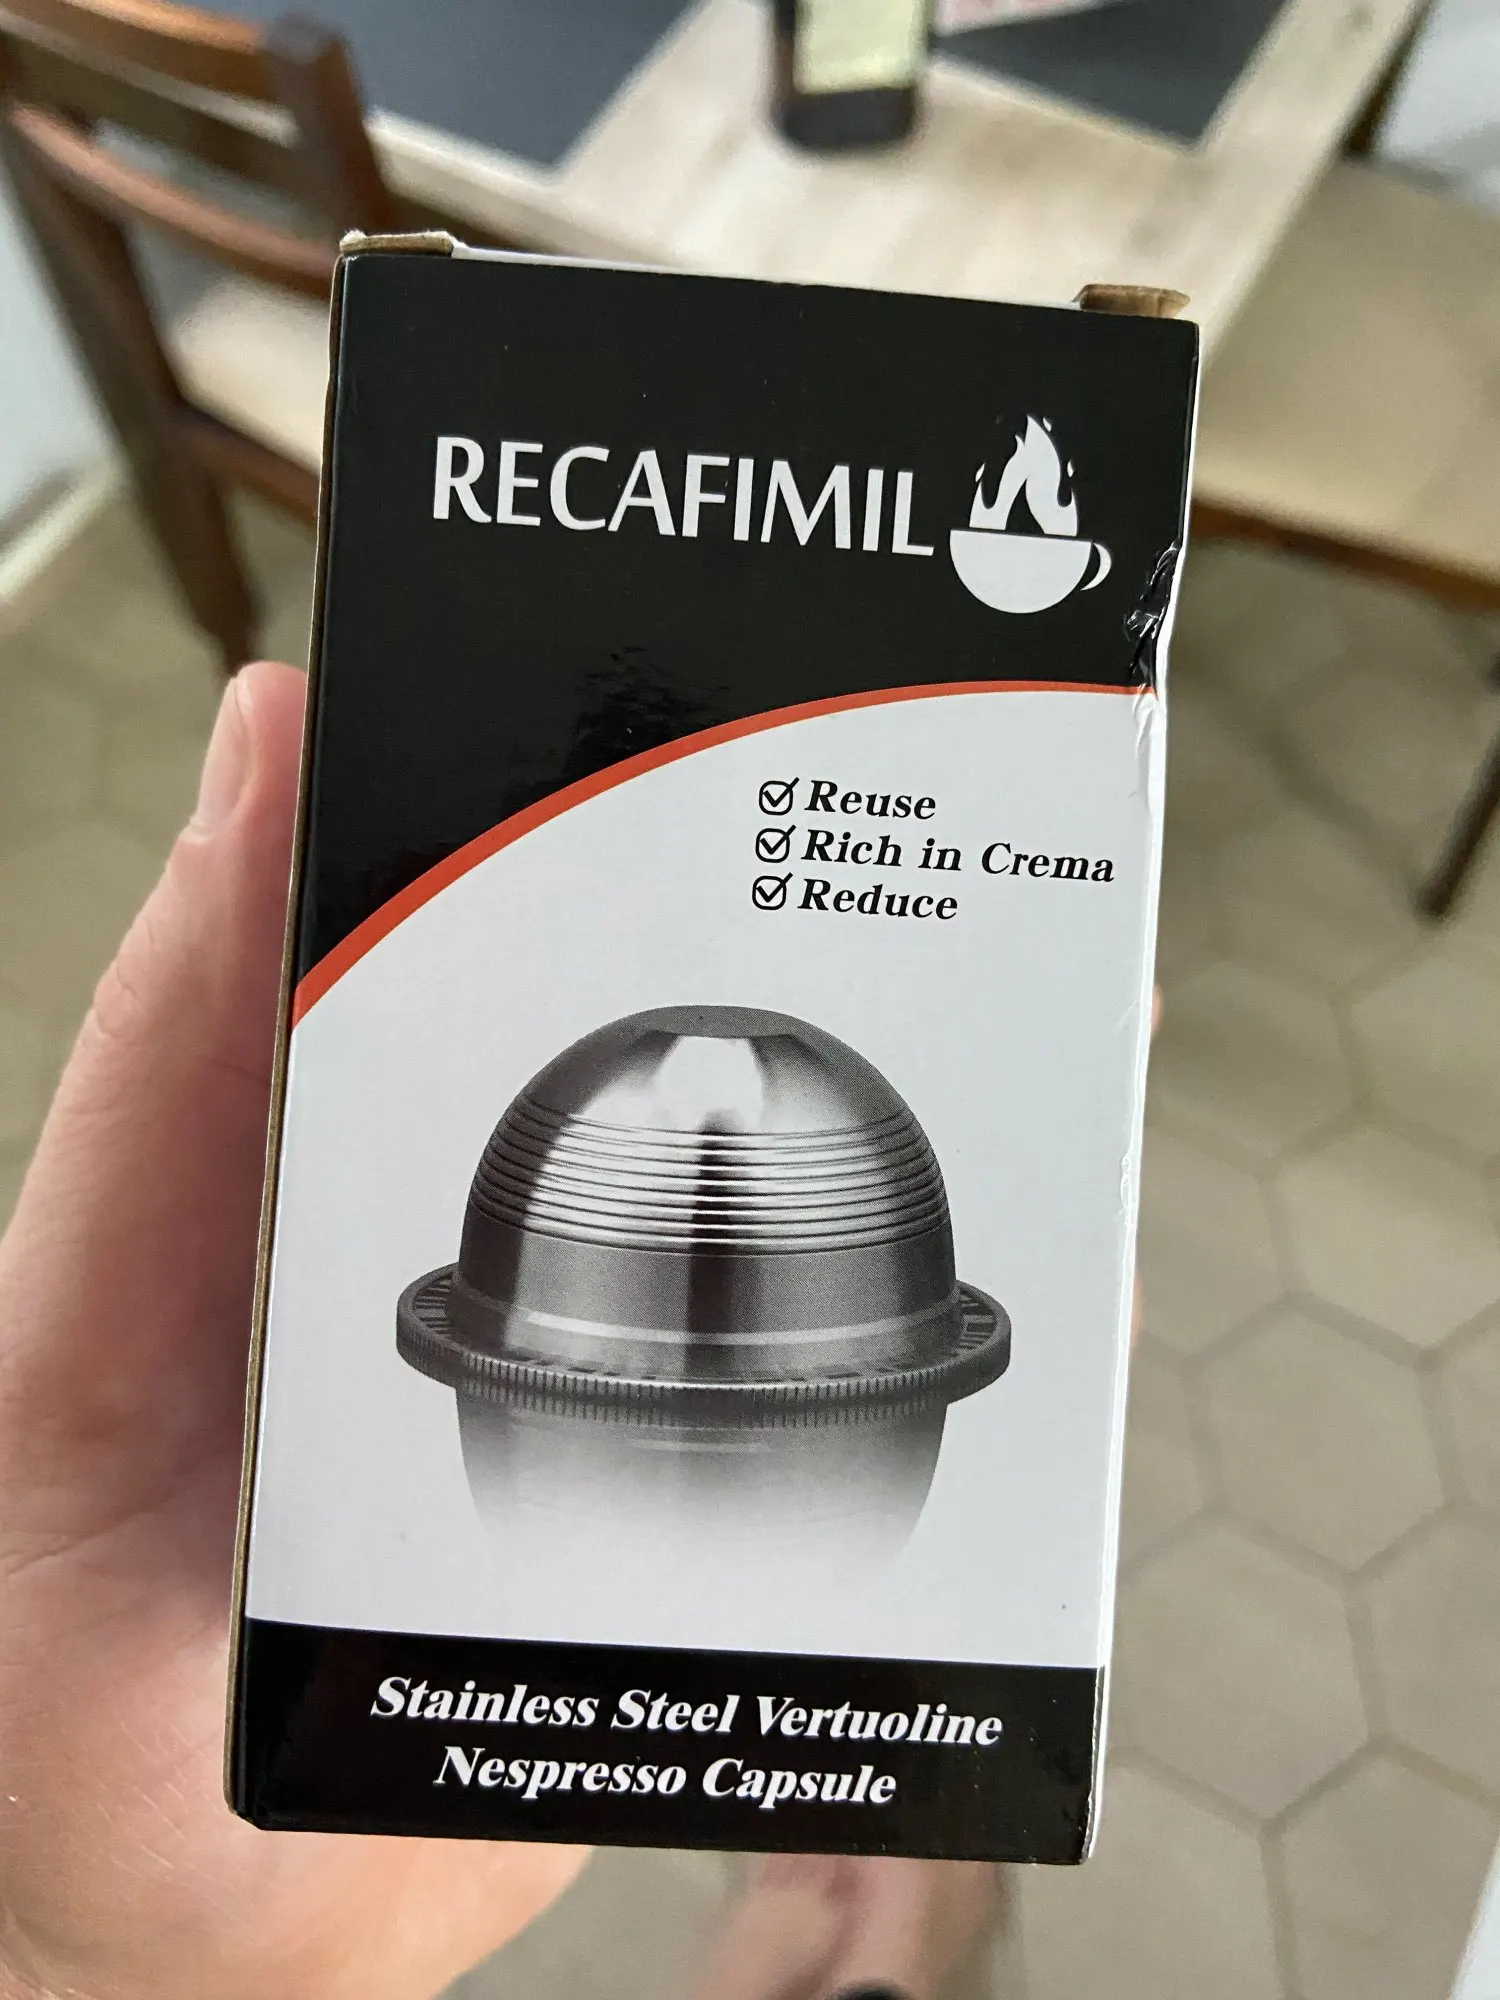 RECAFIMIL
Reuse
Rich in Crema
Reduce
Stainless Steel Vertuoline
Nespresso Capsule